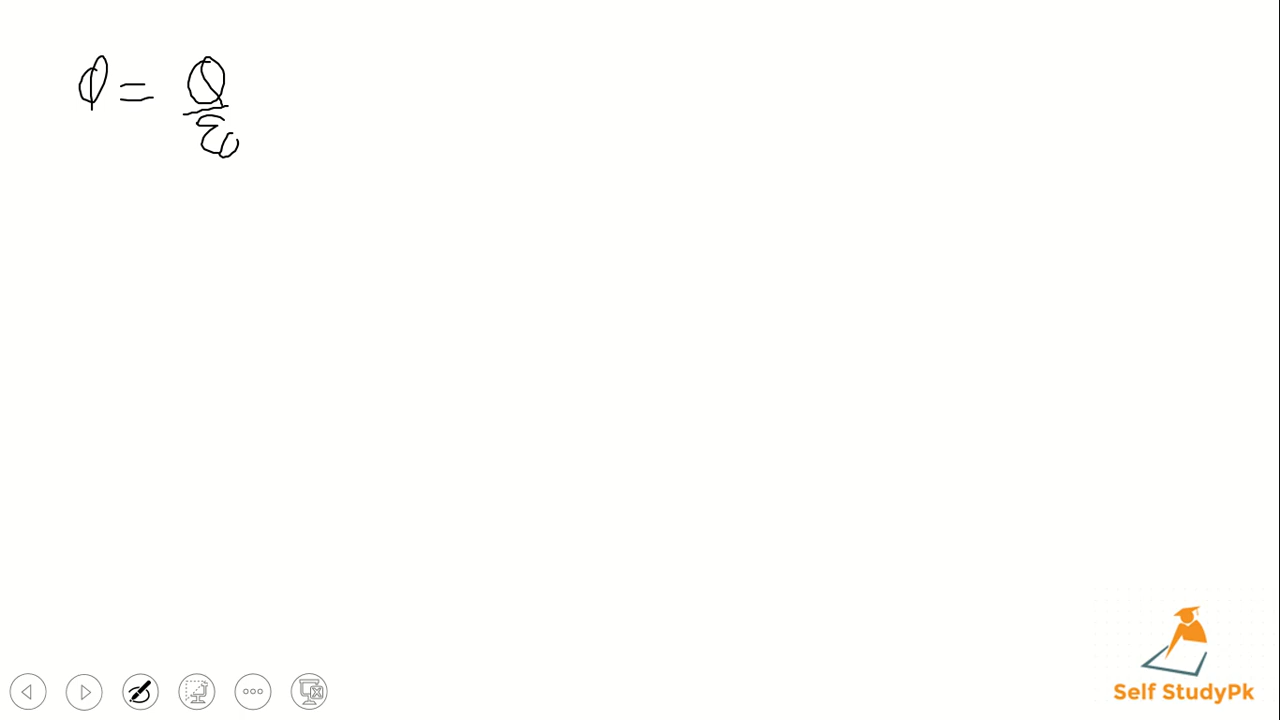 φ = Q/ε₀
Self StudyPk